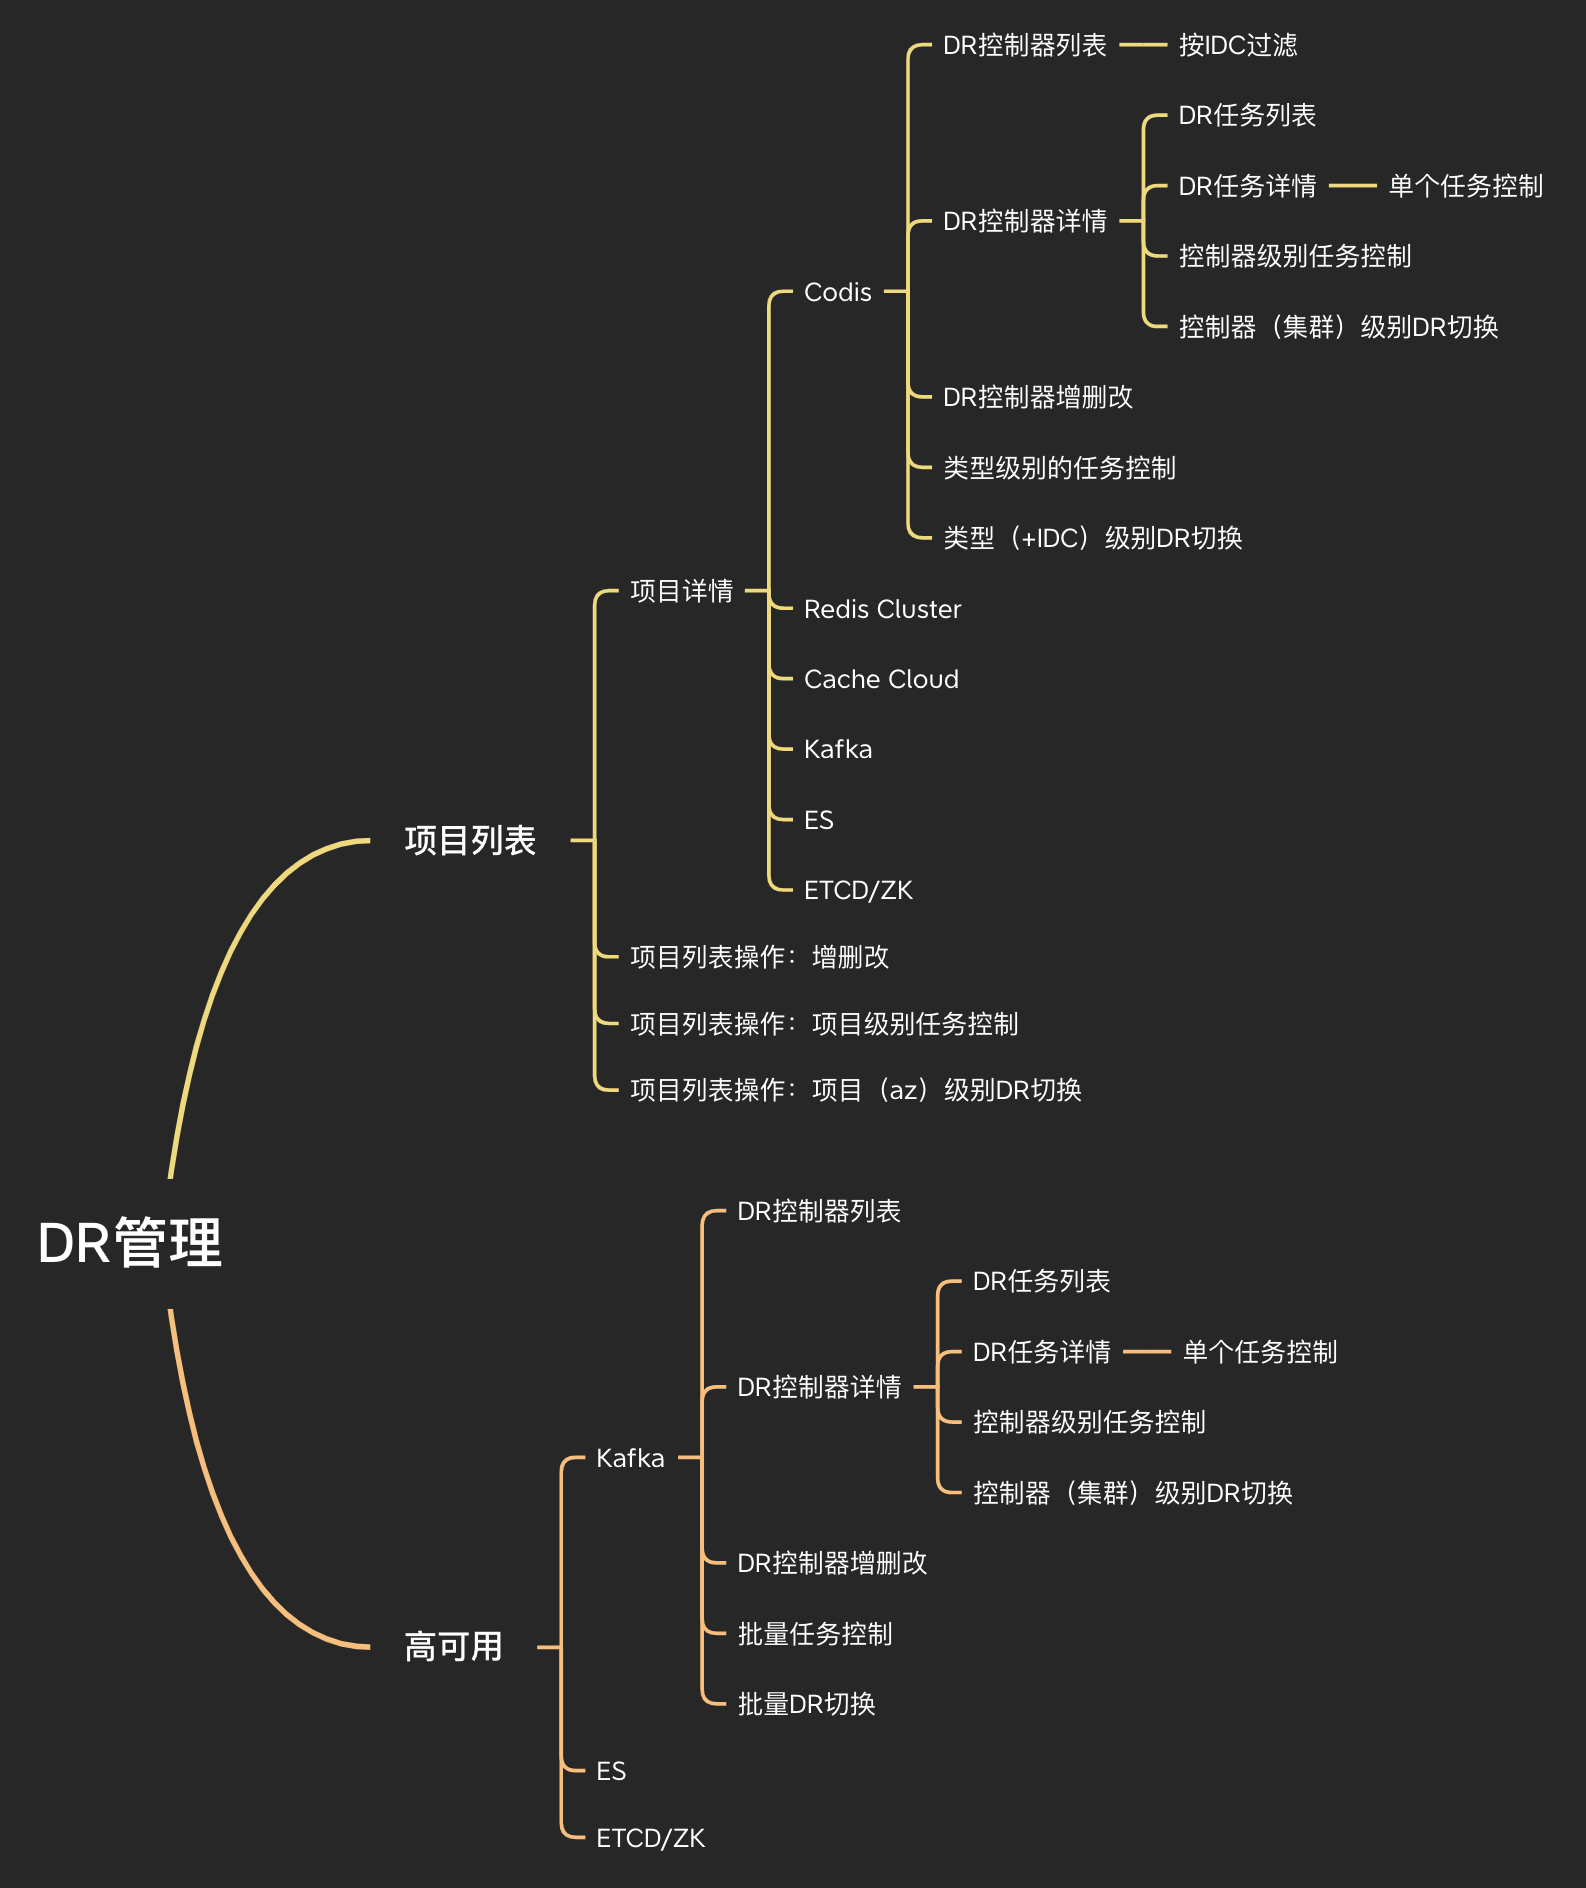 DR管理
项目列表
项目详情
Codis
DR控制器列表
按IDC过滤
DR控制器详情
DR任务列表
DR任务详情
单个任务控制
控制器级别任务控制
控制器（集群）级别DR切换
DR控制器增删改
类型级别的任务控制
类型（+IDC）级别DR切换
Redis Cluster
Cache Cloud
Kafka
ES
ETCD/ZK
项目列表操作：增删改
项目列表操作：项目级别任务控制
项目列表操作：项目（az）级别DR切换
高可用
Kafka
DR控制器列表
DR控制器详情
DR任务列表
DR任务详情
单个任务控制
控制器级别任务控制
控制器（集群）级别DR切换
DR控制器增删改
批量任务控制
批量DR切换
ES
ETCD/ZK